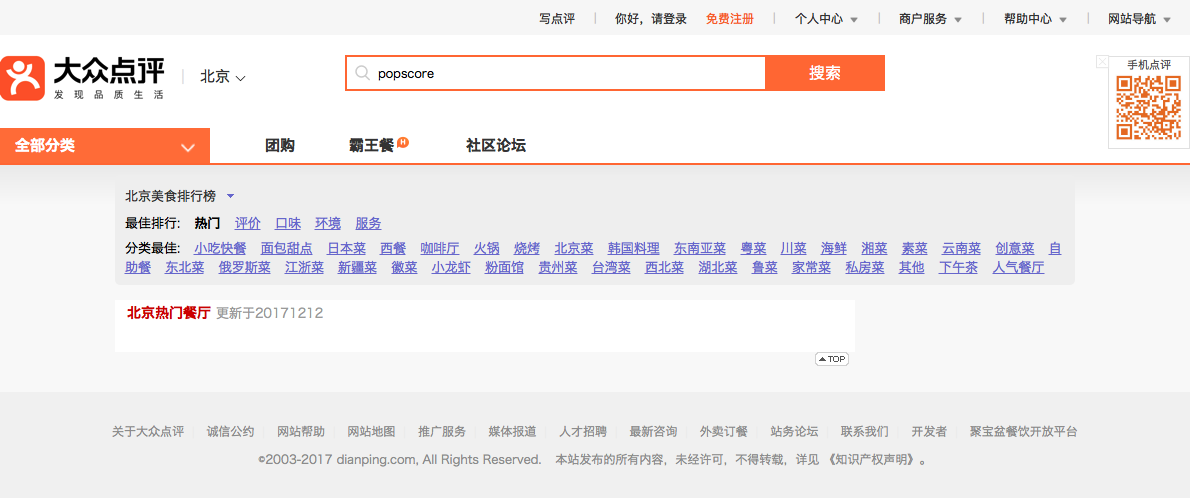 写点评 你好，请登录 免费注册 个人中心 商户服务 帮助中心 网站导航
大众点评
发现品质生活
北京
popscore
搜索
手机点评
全部分类 团购 霸王餐 H 社区论坛
北京美食排行榜
最佳排行: 热门 评价 口味 环境 服务
分类最佳: 小吃快餐 面包甜点 日本菜 西餐 咖啡厅 火锅 烧烤 北京菜 韩国料理 东南亚菜 粤菜 川菜 海鲜 湘菜 素菜 云南菜 创意菜 自
助餐 东北菜 俄罗斯菜 江浙菜 新疆菜 徽菜 小龙虾 粉面馆 贵州菜 台湾菜 西北菜 湖北菜 鲁菜 家常菜 私房菜 其他 下午茶 人气餐厅
北京热门餐厅 更新于20171212
TOP
关于大众点评 诚信公约 网站帮助 网站地图 推广服务 媒体报道 人才招聘 最新咨询 外卖订餐 站务论坛 联系我们 开发者 聚宝盆餐饮开放平台
©2003-2017 dianping.com, All Rights Reserved. 本站发布的所有内容，未经许可，不得转载，详见《知识产权声明》。